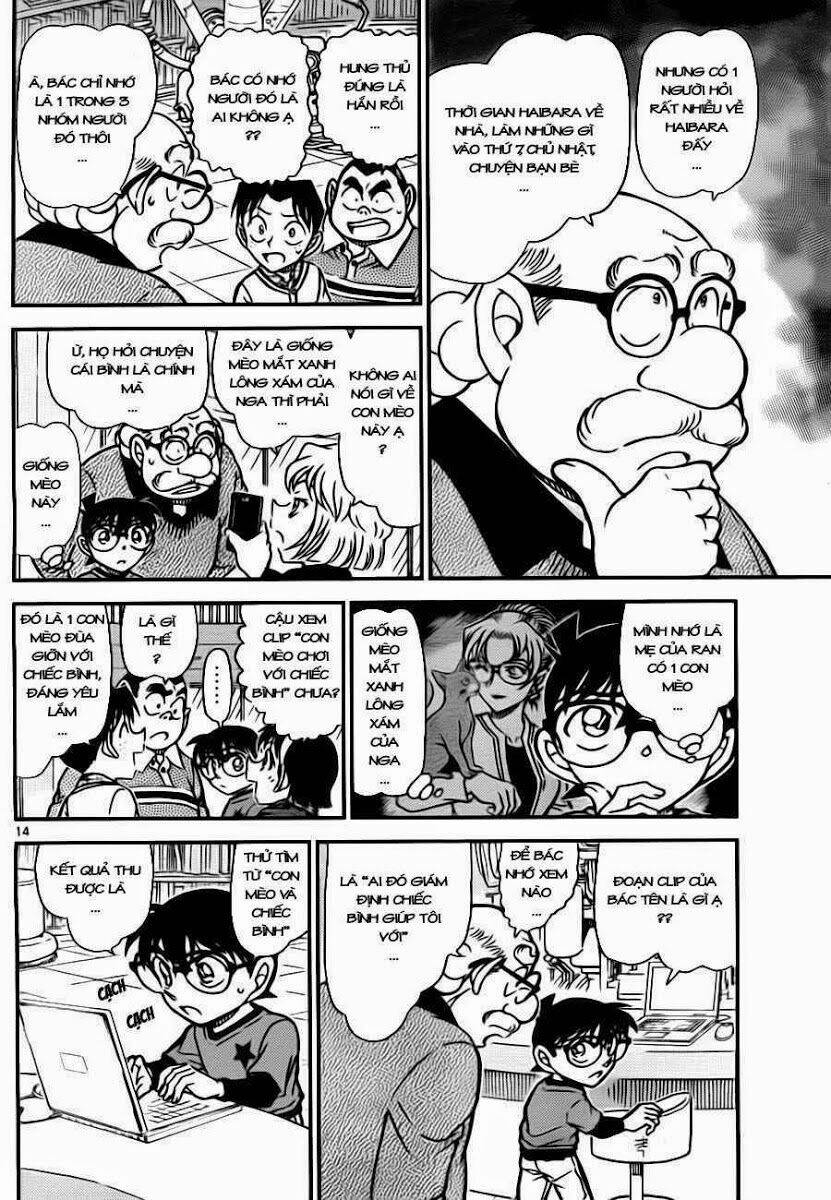 NHƯNG CÓ 1
NGƯỜI HỎI
RẤT NHIỀU VỀ
HAIBARA
ĐẤY
...
THỜI GIAN HAIBARA VỀ
NHÀ, LÀM NHỮNG GÌ
VÀO THỨ 7, CHỦ NHẬT,
CHUYỆN BẠN BÈ
...
HUNG THỦ
ĐÚNG LÀ
HẮN RỒI
...
BÁC CÓ NHỚ
NGƯỜI ĐÓ LÀ
AI KHÔNG Ạ
??
À, BÁC CHỈ NHỚ
LÀ 1 TRONG 3
NHÓM NGƯỜI
ĐÓ THÔI
...
KHÔNG AI
NÓI GÌ VỀ
CON MÈO
NÀY Ạ ?
ĐÂY LÀ GIỐNG
MÈO MẮT XANH
LÔNG XÁM CỦA
NGA THÌ PHẢI
...
Ừ, HỌ HỎI CHUYỆN
CÁI BÌNH LÀ CHÍNH
MÀ
...
GIỐNG
MÈO NÀY
...
MÌNH NHỚ LÀ
MẸ CỦA RAN
CÓ 1 CON
MÈO
...
GIỐNG
MÈO
MẮT
XANH
LÔNG
XÁM
CỦA
NGA
...
CẬU XEM
CLIP "CON
MÈO CHƠI
VỚI CHIẾC
BÌNH" CHƯA?
......
LÀ GÌ
THẾ
?
ĐÓ LÀ 1 CON
MÈO ĐÙA
GIỠN VỚI
CHIẾC BÌNH,
ĐÁNG YÊU
LẮM
14
ĐOẠN CLIP CỦA
BÁC TÊN LÀ GÌ Ạ
??
ĐỂ BÁC
NHỚ XEM
NÀO
...
LÀ "AI ĐÓ GIÁM
ĐỊNH CHIẾC
BÌNH GIÚP TÔI
VỚI"
...
THỬ TÌM
TỪ "CON
MÈO VÀ
CHIẾC
BÌNH"
KẾT QUẢ THU
ĐƯỢC LÀ
...
CẠCH
CẠCH